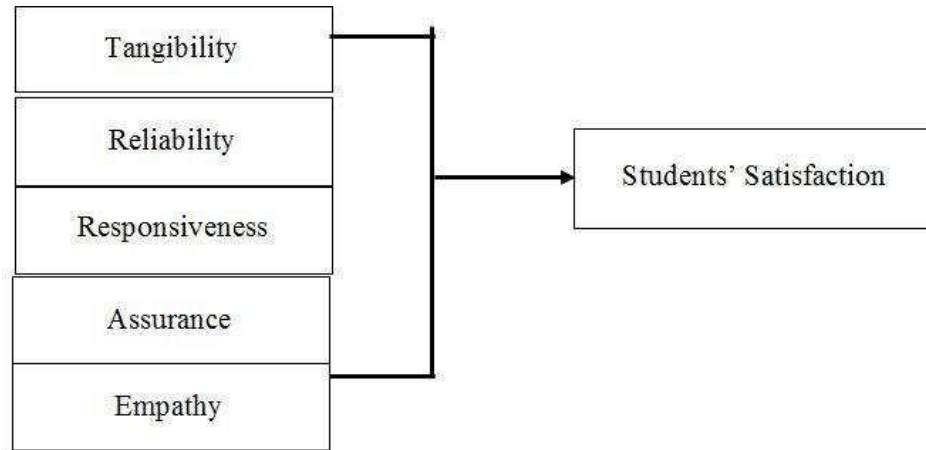 Tangibility
Reliability
Responsiveness
Assurance
Empathy
Students’ Satisfaction